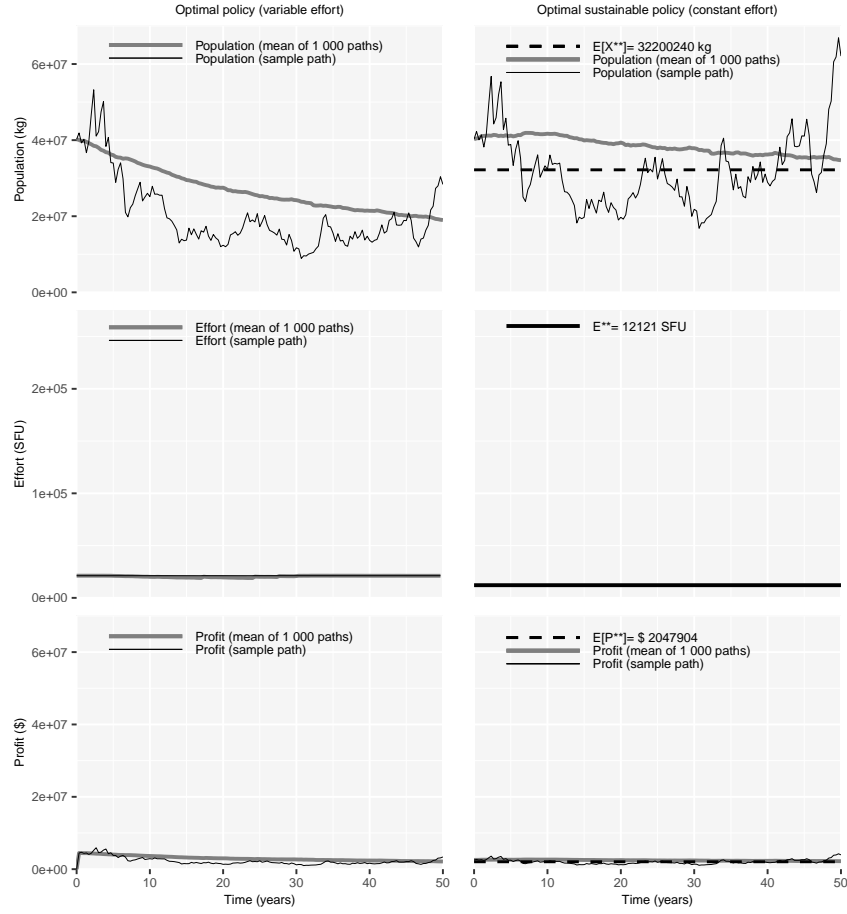 Optimal policy (variable effort)
Optimal sustainable policy (constant effort)
Population (kg)
6e+07
4e+07
2e+07
0e+00
Population (mean of 1 000 paths)
Population (sample path)
E[X**]= 32200240 kg
Population (mean of 1 000 paths)
Population (sample path)
Effort (SFU)
2e+05
1e+05
0e+00
Effort (mean of 1 000 paths)
Effort (sample path)
E**= 12121 SFU
Profit ($)
6e+07
4e+07
2e+07
0e+00
Profit (mean of 1 000 paths)
Profit (sample path)
E[P**]= $ 2047904
Profit (mean of 1 000 paths)
Profit (sample path)
0 10 20 30 40 50
Time (years)
0 10 20 30 40 50
Time (years)